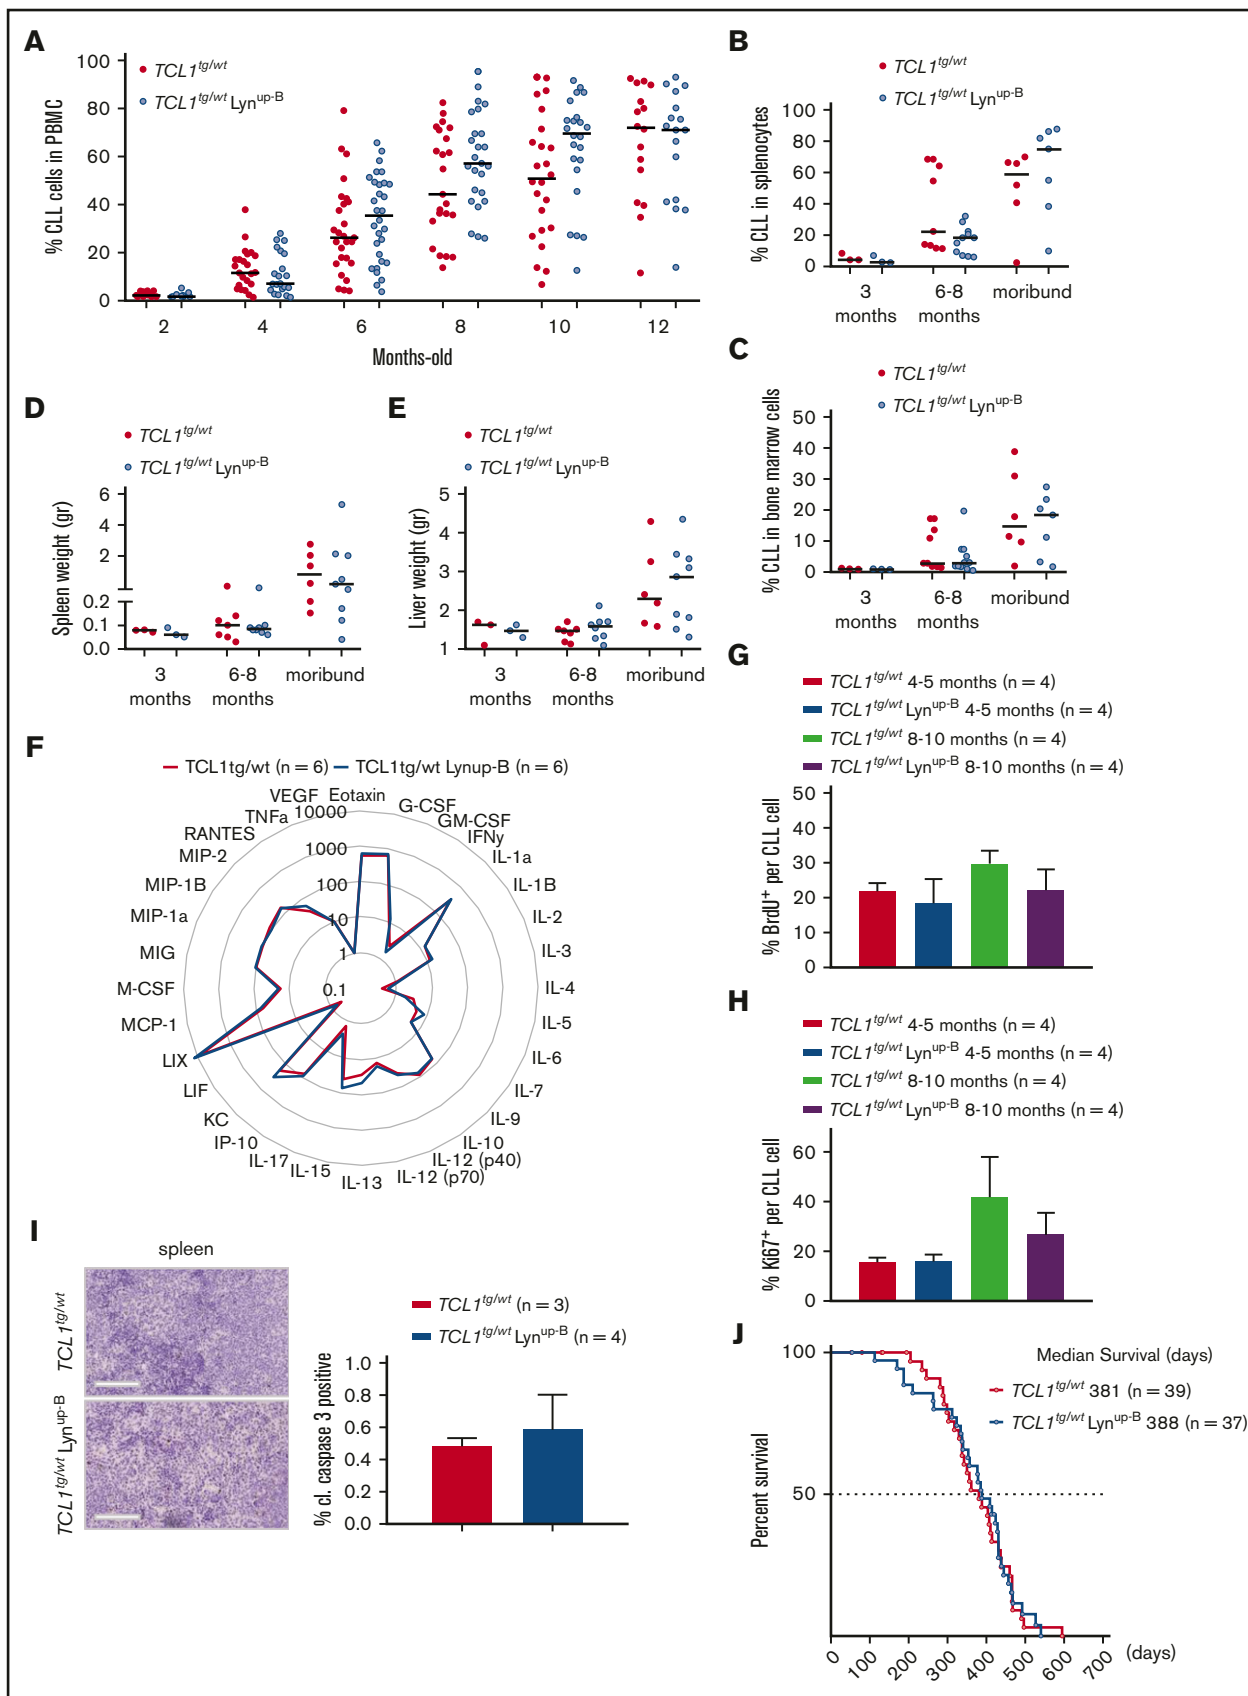 A
TCL1tg/wt
TCL1tg/wt Lynup-B
% CLL cells in PBMC
100
80
60
40
20
0
2 4 6 8 10 12
Months-old
B
TCL1tg/wt
TCL1tg/wt Lynup-B
% CLL in splenocytes
100
80
60
40
20
0
3 months
6-8 months
moribund
C
TCL1tg/wt
TCL1tg/wt Lynup-B
% CLL in bone marrow cells
50
40
30
20
10
0
3 months
6-8 months
moribund
D
TCL1tg/wt
TCL1tg/wt Lynup-B
Spleen weight (gr)
6
4
2
0.2
0.1
0.0
3 months
6-8 months
moribund
E
TCL1tg/wt
TCL1tg/wt Lynup-B
Liver weight (gr)
5
4
3
2
1
3 months
6-8 months
moribund
F
TCL1tg/wt (n = 6)
TCL1tg/wt Lynup-B (n = 6)
10000
1000
100
10
1
0.1
Eotaxin
G-CSF
GM-CSF
IFNy
IL-1a
IL-1B
IL-2
IL-3
IL-4
IL-5
IL-6
IL-7
IL-9
IL-10
IL-12 (p40)
IL-12 (p70)
IL-13
IL-15
IL-17
IP-10
KC
LIF
LIX
MCP-1
M-CSF
MIG
MIP-1a
MIP-1B
MIP-2
RANTES
TNFa
VEGF
G
TCL1tg/wt 4-5 months (n = 4)
TCL1tg/wt Lynup-B 4-5 months (n = 4)
TCL1tg/wt 8-10 months (n = 4)
TCL1tg/wt Lynup-B 8-10 months (n = 4)
% BrdU+ per CLL cell
50
40
30
20
10
0
H
TCL1tg/wt 4-5 months (n = 4)
TCL1tg/wt Lynup-B 4-5 months (n = 4)
TCL1tg/wt 8-10 months (n = 4)
TCL1tg/wt Lynup-B 8-10 months (n = 4)
% Ki67+ per CLL cell
60
40
20
0
I
spleen
TCL1tg/wt
TCL1tg/wt Lynup-B
TCL1tg/wt (n = 3)
TCL1tg/wt Lynup-B (n = 4)
% cl. caspase 3 positive
1.0
0.8
0.6
0.4
0.2
0.0
J
Median Survival (days)
TCL1tg/wt 381 (n = 39)
TCL1tg/wt Lynup-B 388 (n = 37)
Percent survival
100
50
0 100 200 300 400 500 600 700 (days)